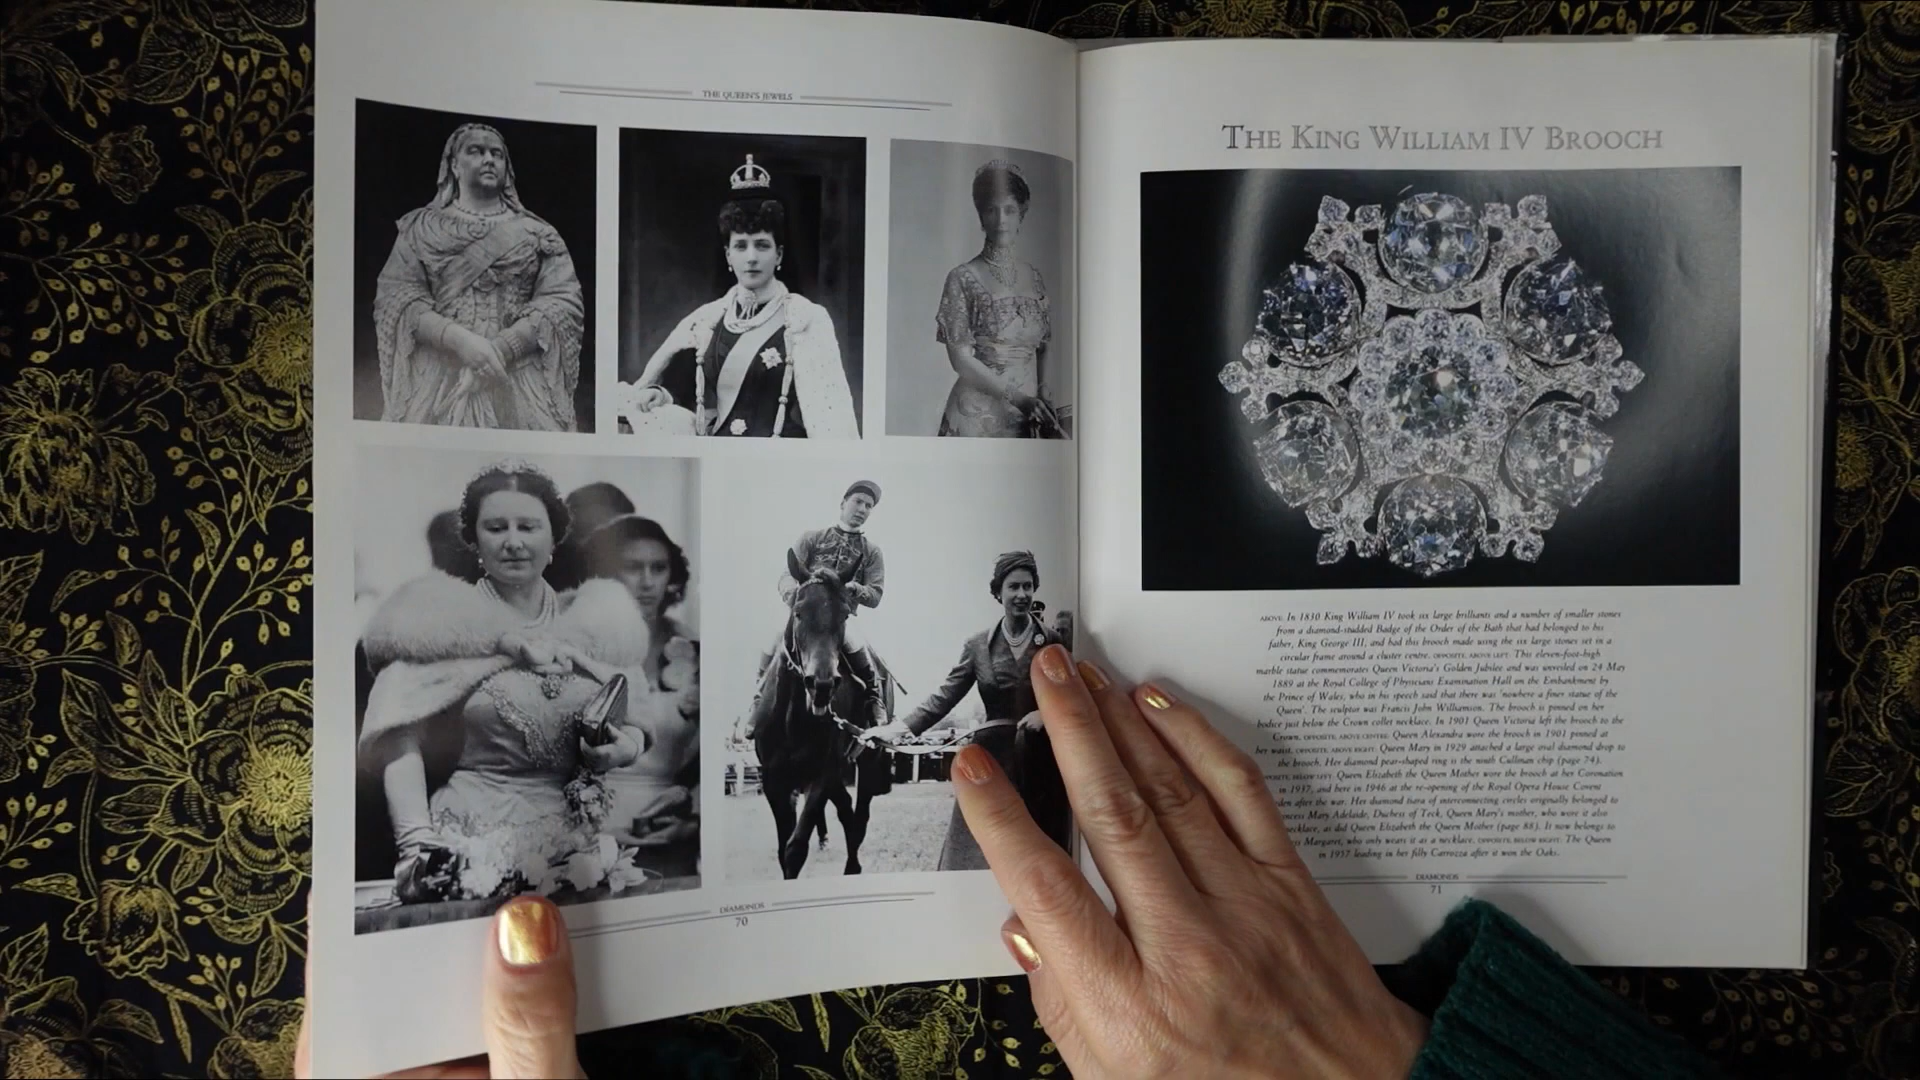 THE QUEEN'S JEWELS
DIAMONDS
70
THE KING WILLIAM IV BROOCH
ABOVE. In 1830 King William IV took six large brilliants and a number of smaller stones
from a diamond-studded Badge of the Order of the Bath that had belonged to his
father, King George III, and had this brooch made using the six large stones set in a
circular frame around a cluster centre. OPPOSITE, ABOVE LEFT: This eleven-foot-high
marble statue commemorates Queen Victoria's Golden Jubilee and was unveiled on 24 May
1889 at the Royal College of Physicians Examination Hall on the Embankment by
the Prince of Wales, who in his speech said that there was 'nowhere a finer statue of the
Queen'. The sculptor was Francis John Williamson. The brooch is pinned on her
bodice just below the Crown collet necklace. In 1901 Queen Victoria left the brooch to the
Crown. OPPOSITE, ABOVE CENTRE: Queen Alexandra wore the brooch in 1901 pinned at
her waist. OPPOSITE, ABOVE RIGHT: Queen Mary in 1929 attached a large oval diamond drop to
the brooch. Her diamond pear-shaped ring is the ninth Cullinan chip (page 74).
BELOW LEFT: Queen Elizabeth the Queen Mother wore the brooch at her Coronation
in 1937, and here in 1946 at the re-opening of the Royal Opera House Covent
after the war. Her diamond tiara of interconnecting circles originally belonged to
Mary Adelaide, Duchess of Teck, Queen Mary's mother, who wore it also
as did Queen Elizabeth the Queen Mother (page 88). It now belongs to
Margaret, who only wears it as a necklace. OPPOSITE, BELOW RIGHT: The Queen
in 1957 leading in her filly Carrozza after it won the Oaks.
DIAMONDS
71